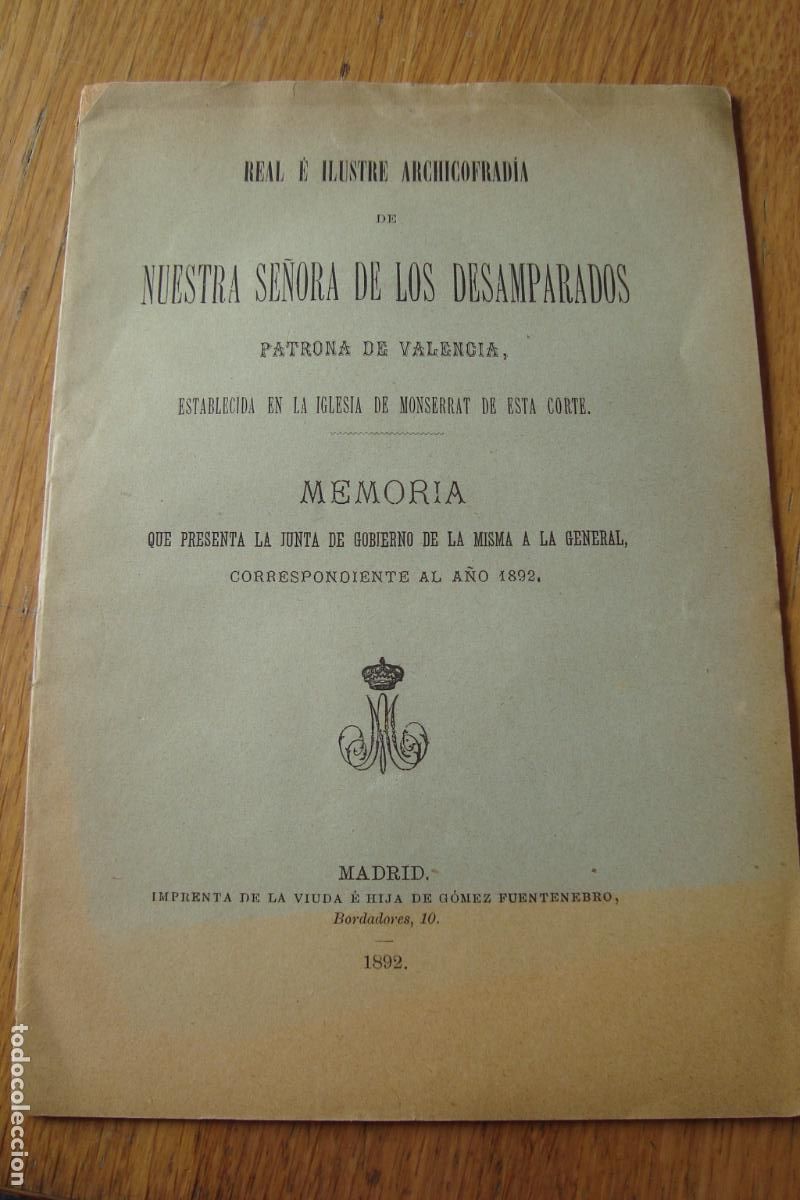 REAL É ILUSTRE ARCHICOFRADÍA
DE
NUESTRA SEÑORA DE LOS DESAMPARADOS
PATRONA DE VALENCIA,
ESTABLECIDA EN LA IGLESIA DE MONSERRAT DE ESTA CORTE.
MEMORIA
QUE PRESENTA LA JUNTA DE GOBIERNO DE LA MISMA A LA GENERAL,
CORRESPONDIENTE AL AÑO 1892.
MADRID.
IMPRENTA DE LA VIUDA É HIJA DE GÓMEZ FUENTENEBRO,
Bordadores, 10.
1892.
todocoleccion